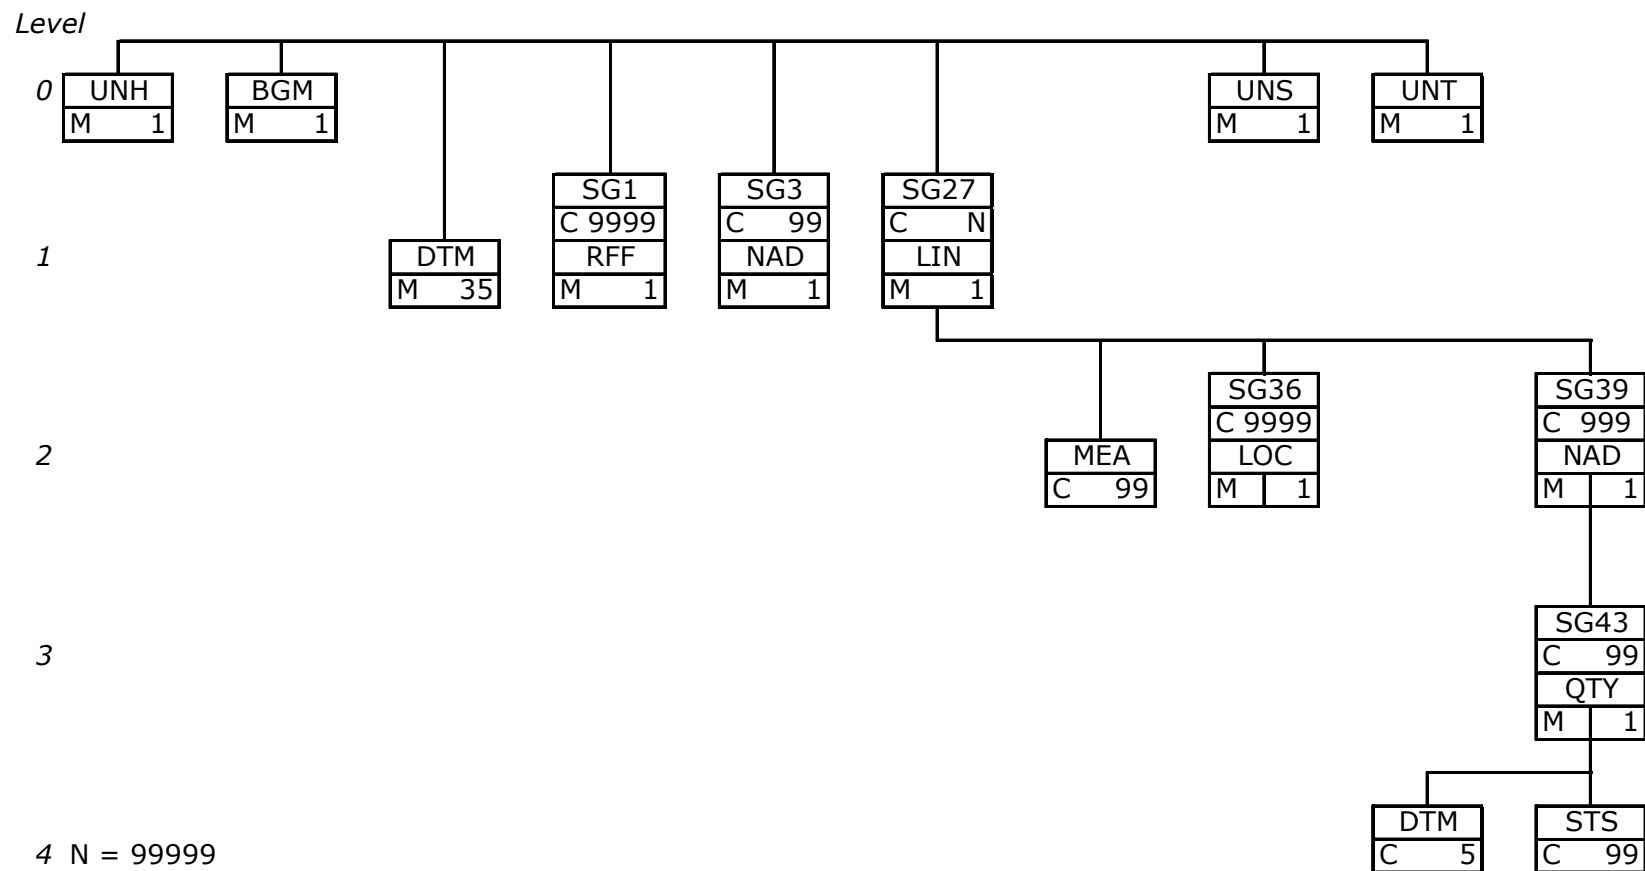 Level
0 UNH BGM UNS UNT
M 1 M 1 M 1 M 1
SG1 SG3 SG27
C 9999 C 99 C N
1 DTM RFF NAD LIN
M 35 M 1 M 1 M 1
SG36 SG39
C 9999 C 999
2 MEA LOC NAD
C 99 M 1 M 1
SG43
3 C 99
QTY
M 1
DTM STS
4 N = 99999 C 5 C 99